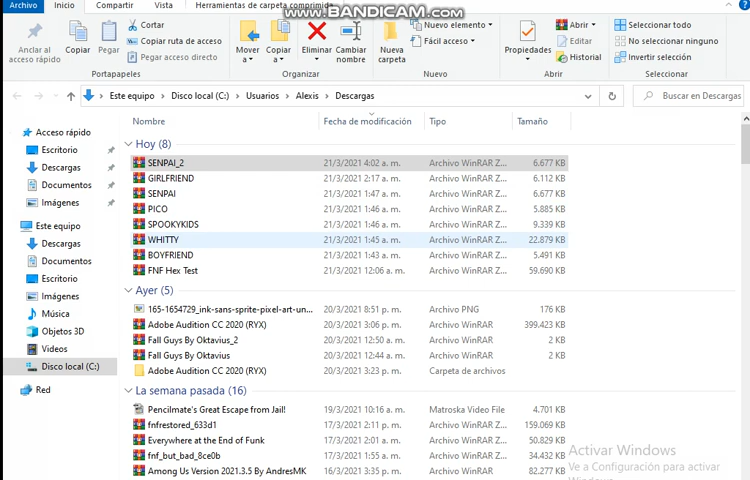 WWW.BANDICAM.COM
Archivo Inicio Compartir Vista Herramientas de carpeta comprimida
Anclar al acceso rápido
Copiar
Pegar
Cortar
Copiar ruta de acceso
Pegar acceso directo
Portapapeles
Mover a
Copiar a
Eliminar
Cambiar nombre
Organizar
Nueva carpeta
Nuevo elemento
Fácil acceso
Nuevo
Propiedades
Abrir
Editar
Historial
Abrir
Seleccionar todo
No seleccionar ninguno
Invertir selección
Seleccionar
Este equipo > Disco local (C:) > Usuarios > Alexis > Descargas
Buscar en Descargas
Nombre Fecha de modificación Tipo Tamaño
Acceso rápido
Escritorio
Descargas
Documentos
Imágenes
Este equipo
Descargas
Documentos
Escritorio
Imágenes
Música
Objetos 3D
Videos
Disco local (C:)
Red
Hoy (8)
SENPAI_2 21/3/2021 4:02 a. m. Archivo WinRAR Z... 6.677 KB
GIRLFRIEND 21/3/2021 2:17 a. m. Archivo WinRAR Z... 6.112 KB
SENPAI 21/3/2021 1:47 a. m. Archivo WinRAR Z... 6.677 KB
PICO 21/3/2021 1:46 a. m. Archivo WinRAR Z... 5.885 KB
SPOOKYKIDS 21/3/2021 1:46 a. m. Archivo WinRAR Z... 9.339 KB
WHITTY 21/3/2021 1:45 a. m. Archivo WinRAR Z... 22.879 KB
BOYFRIEND 21/3/2021 1:43 a. m. Archivo WinRAR Z... 5.491 KB
FNF Hex Test 21/3/2021 12:06 a. m. Archivo WinRAR Z... 59.690 KB
Ayer (5)
165-1654729_ink-sans-sprite-pixel-art-un... 20/3/2021 8:51 p. m. Archivo PNG 176 KB
Adobe Audition CC 2020 (RYX) 20/3/2021 3:06 p. m. Archivo WinRAR 399.423 KB
Fall Guys By Oktavius_2 20/3/2021 12:50 a. m. Archivo WinRAR 2 KB
Fall Guys By Oktavius 20/3/2021 12:44 a. m. Archivo WinRAR 2 KB
Adobe Audition CC 2020 (RYX) 20/3/2021 3:23 p. m. Carpeta de archivos
La semana pasada (16)
Pencilmate's Great Escape from Jail! 19/3/2021 10:16 a. m. Matroska Video File 4.701 KB
fnfrestored_633d1 17/3/2021 2:11 p. m. Archivo WinRAR Z... 159.069 KB
Everywhere at the End of Funk 17/3/2021 2:01 a. m. Archivo WinRAR Z... 50.829 KB
fnf_but_bad_8ce0b 17/3/2021 1:55 a. m. Archivo WinRAR Z... 34.432 KB
Among Us Version 2021.3.5 By AndresMK 16/3/2021 3:35 p. m. Archivo WinRAR 82.277 KB
Activar Windows
Ve a Configuración para activar